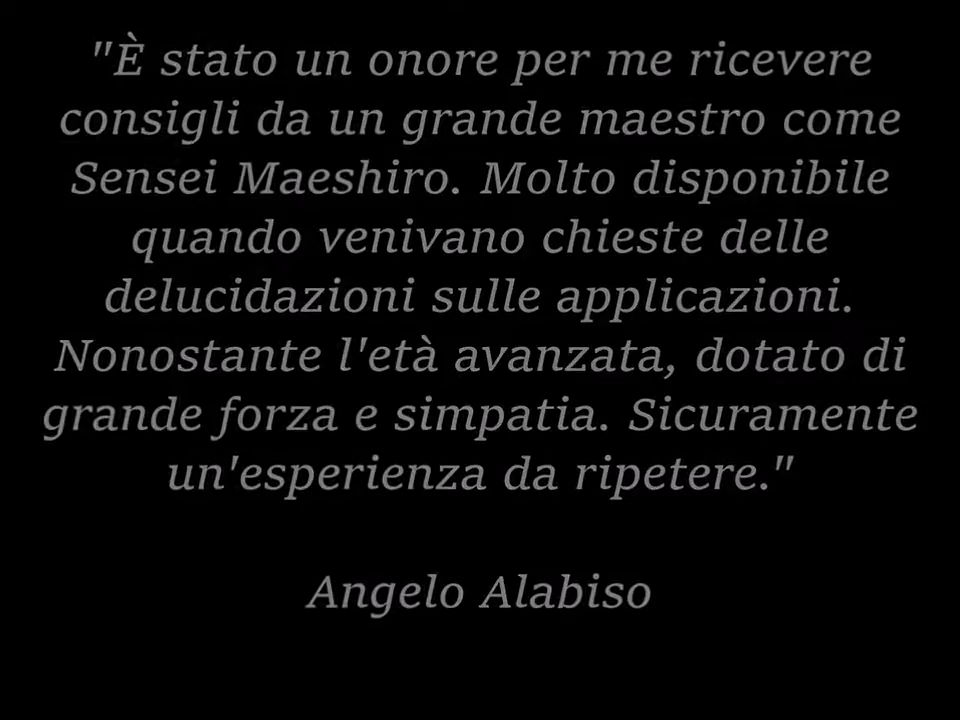 "È stato un onore per me ricevere
consigli da un grande maestro come
Sensei Maeshiro. Molto disponibile
quando venivano chieste delle
delucidazioni sulle applicazioni.
Nonostante l'età avanzata, dotato di
grande forza e simpatia. Sicuramente
un'esperienza da ripetere."
Angelo Alabiso